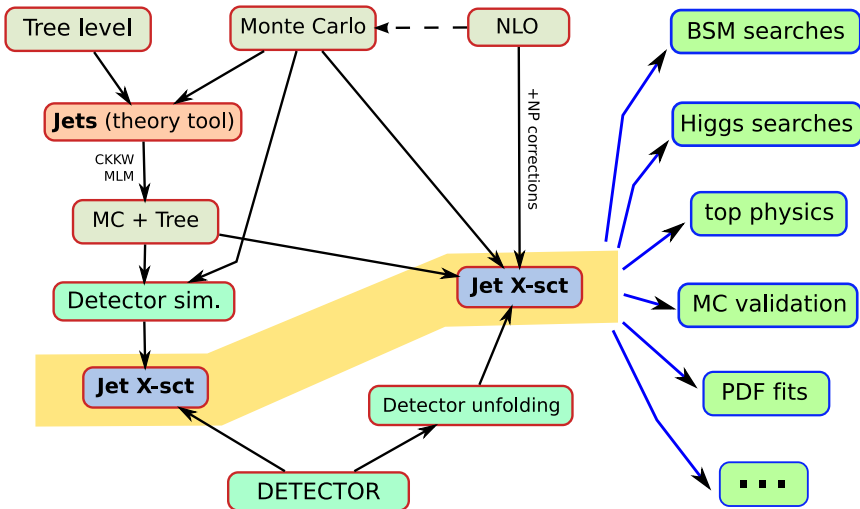 Tree level
Monte Carlo
NLO
BSM searches
Jets (theory tool)
+NP corrections
Higgs searches
CKKW
MLM
MC + Tree
top physics
Detector sim.
Jet X-sct
MC validation
Jet X-sct
Detector unfolding
PDF fits
DETECTOR
...